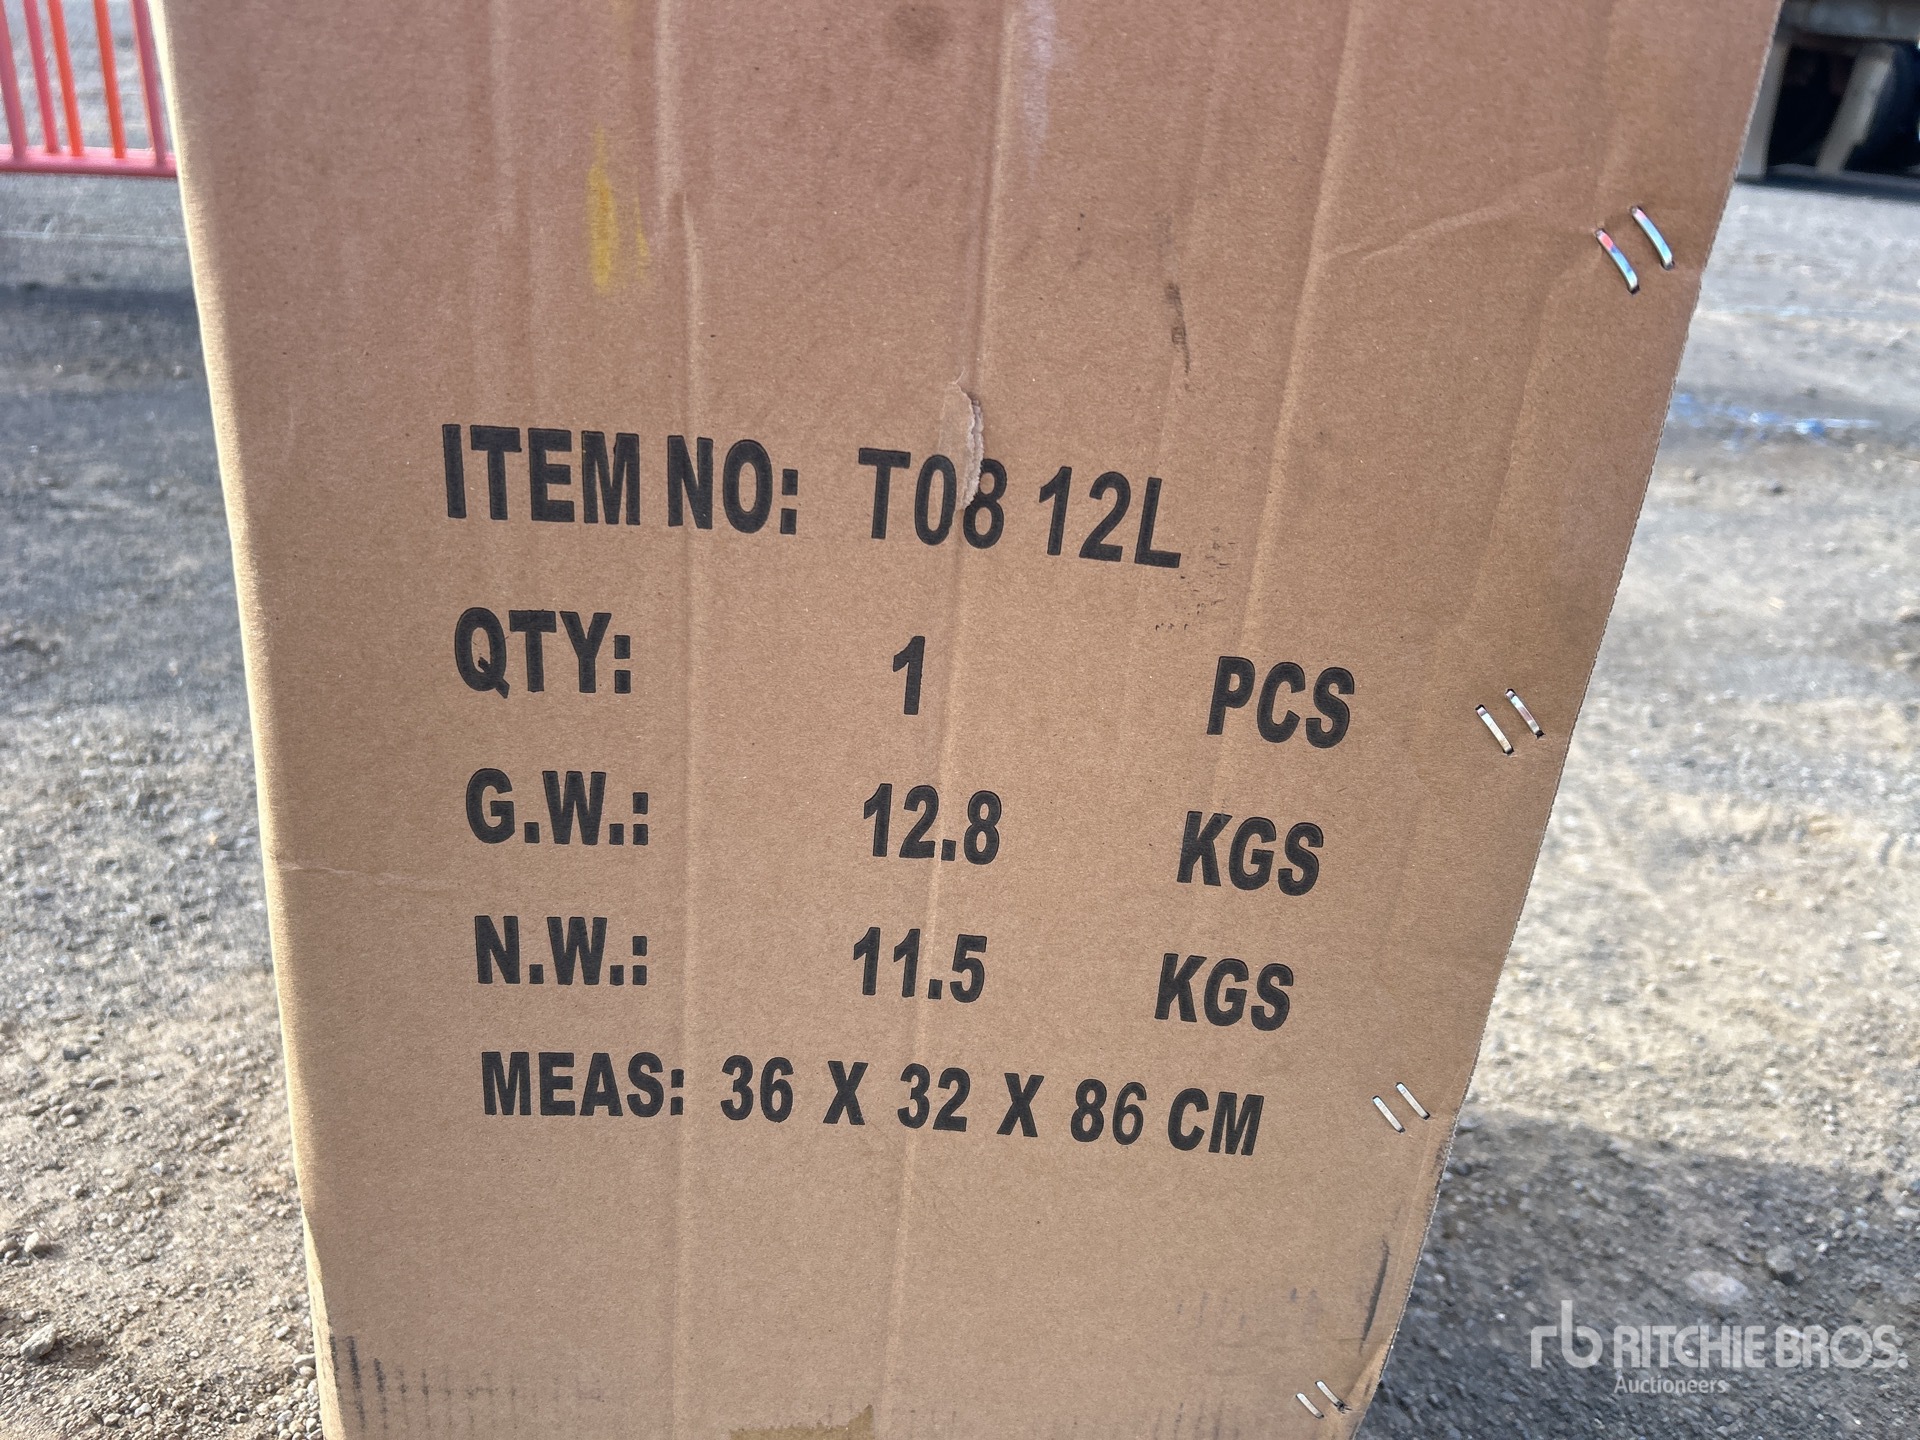 ITEM NO: T08 12L
QTY: 1 PCS
G.W.: 12.8 KGS
N.W.: 11.5 KGS
MEAS: 36 X 32 X 86 CM
rb RITCHIE BROS.
Auctioneers